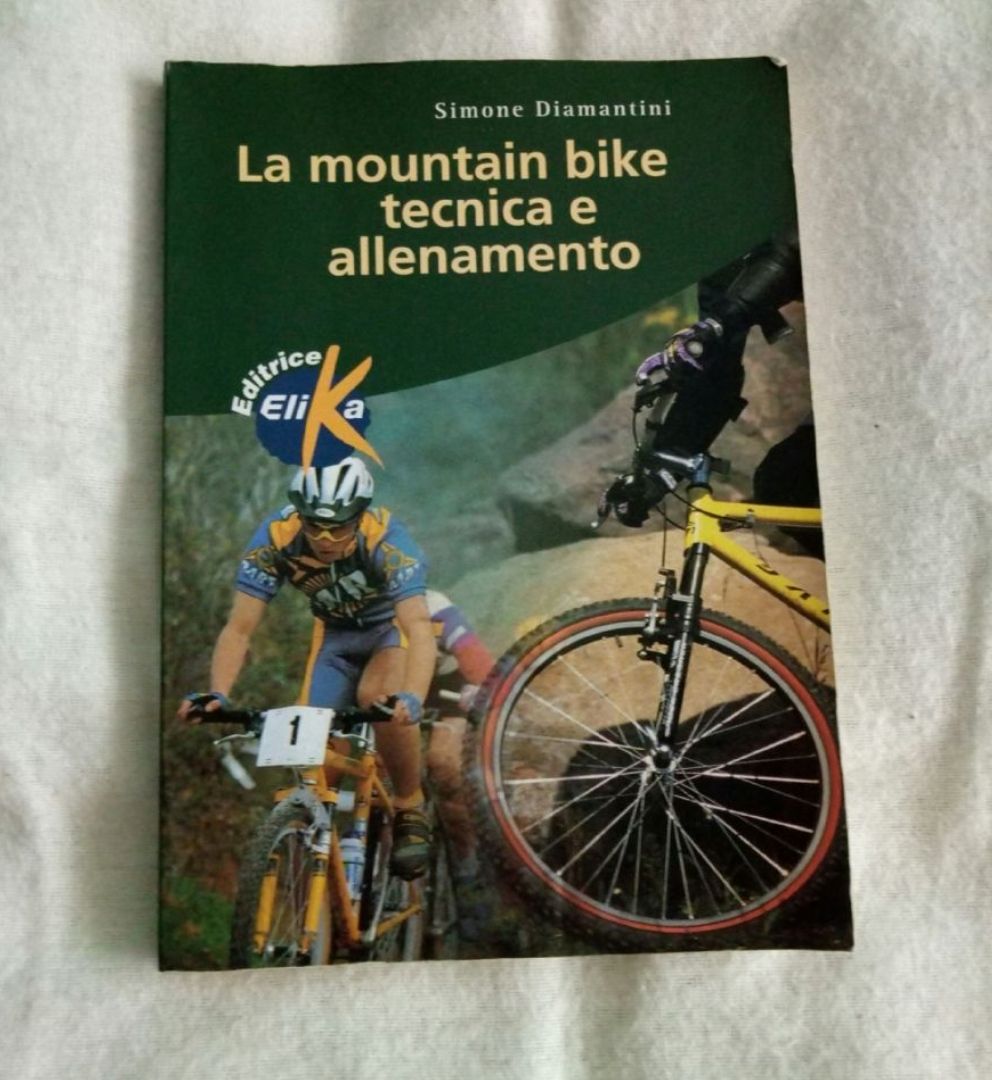 Simone Diamantini
La mountain bike
tecnica e
allenamento
Editrice
EliKa
1